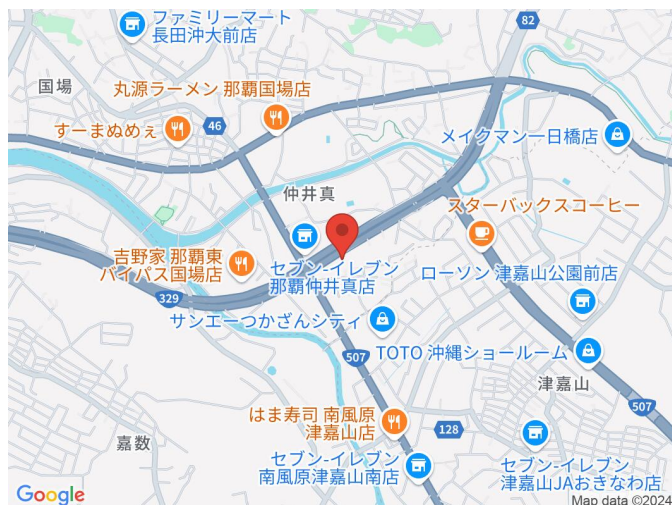 ファミリーマート
長田沖大前店
82
国場
丸源ラーメン 那覇国場店
すーまぬめぇ
46
メイクマン一日橋店
仲井真
スターバックスコーヒー
吉野家 那覇東
バイパス国場店
セブン-イレブン
那覇仲井真店
ローソン 津嘉山公園前店
329
サンエーつかざんシティ
507
TOTO 沖縄ショールーム
津嘉山
507
はま寿司 南風原
津嘉山店
128
嘉数
セブン-イレブン
南風原津嘉山南店
セブン-イレブン
津嘉山JAおきなわ店
Google
Map data ©2024